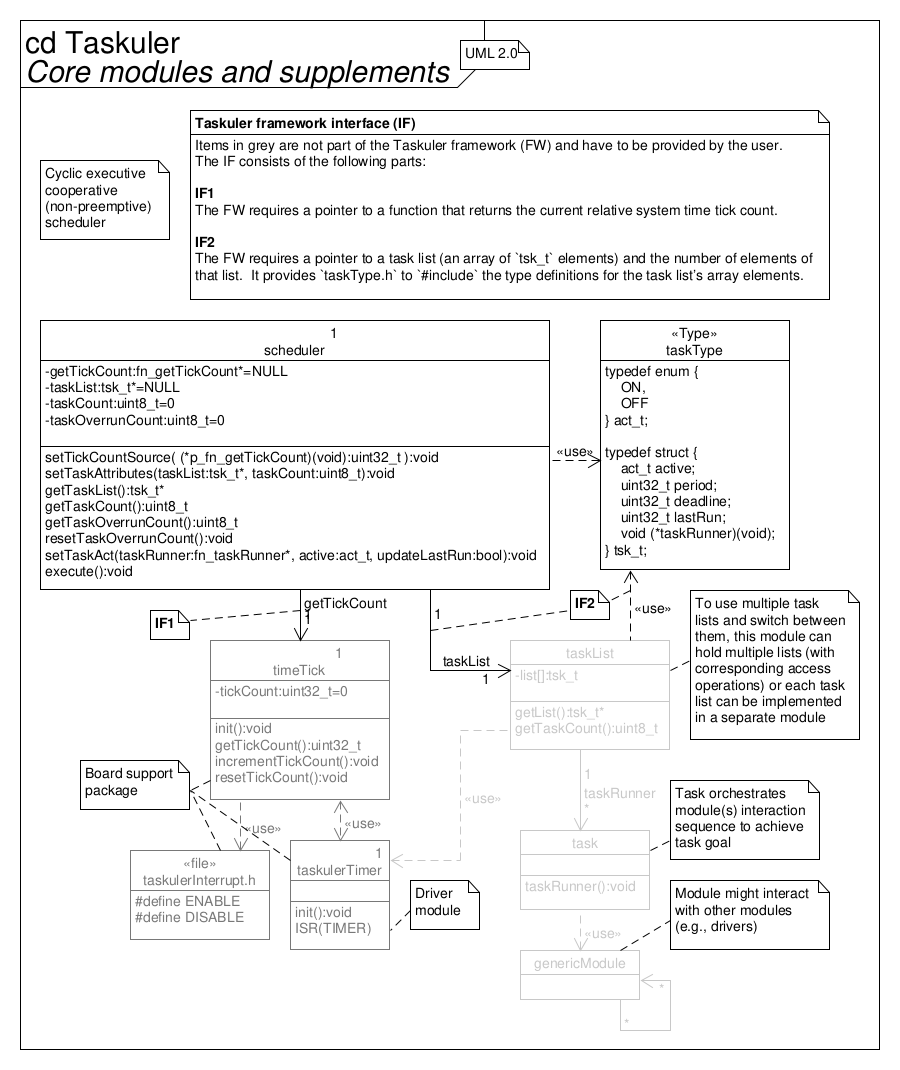 cd Taskuler
Core modules and supplements
UML 2.0
Taskuler framework interface (IF)
Items in grey are not part of the Taskuler framework (FW) and have to be provided by the user.
The IF consists of the following parts:
IF1
The FW requires a pointer to a function that returns the current relative system time tick count.
IF2
The FW requires a pointer to a task list (an array of `tsk_t` elements) and the number of elements of
that list.  It provides `taskType.h` to `#include` the type definitions for the task list's array elements.
Cyclic executive
cooperative
(non-preemptive)
scheduler
1
scheduler
-getTickCount:fn_getTickCount*=NULL
-taskList:tsk_t*=NULL
-taskCount:uint8_t=0
-taskOverrunCount:uint8_t=0
setTickCountSource( (*p_fn_getTickCount)(void):uint32_t ):void
setTaskAttributes(taskList:tsk_t*, taskCount:uint8_t):void
getTaskList():tsk_t*
getTaskCount():uint8_t
getTaskOverrunCount():uint8_t
resetTaskOverrunCount():void
setTaskAct(taskRunner:fn_taskRunner*, active:act_t, updateLastRun:bool):void
execute():void
«use»
«Type»
taskType
typedef enum {
ON,
OFF
} act_t;
typedef struct {
act_t active;
uint32_t period;
uint32_t deadline;
uint32_t lastRun;
void (*taskRunner)(void);
} tsk_t;
getTickCount
1
1
IF1
IF2
«use»
To use multiple task
lists and switch between
them, this module can
hold multiple lists (with
corresponding access
operations) or each task
list can be implemented
in a separate module
1
timeTick
-tickCount:uint32_t=0
init():void
getTickCount():uint32_t
incrementTickCount():void
resetTickCount():void
taskList
1
taskList
-list[]:tsk_t
getList():tsk_t*
getTaskCount():uint8_t
Board support
package
«use»
«use»
«use»
1
taskRunner
*
Task orchestrates
module(s) interaction
sequence to achieve
task goal
«file»
taskulerInterrupt.h
#define ENABLE
#define DISABLE
1
taskulerTimer
init():void
ISR(TIMER)
Driver
module
task
taskRunner():void
Module might interact
with other modules
(e.g., drivers)
«use»
genericModule
*
*